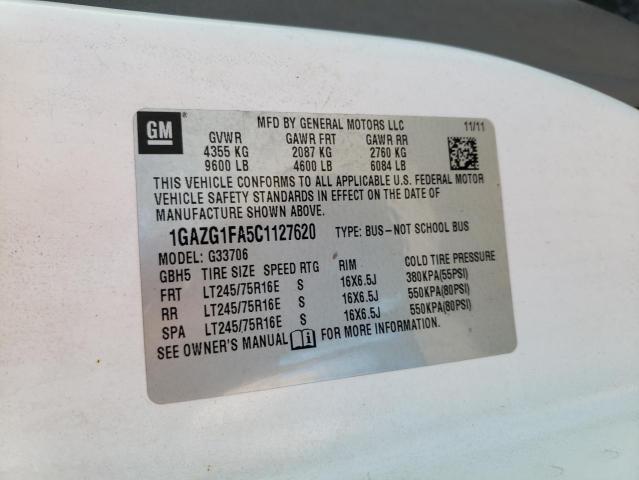 GM
MFD BY GENERAL MOTORS LLC 11/11
GVWR GAWR FRT GAWR RR
4355 KG 2087 KG 2760 KG
9600 LB 4600 LB 6084 LB
THIS VEHICLE CONFORMS TO ALL APPLICABLE U.S. FEDERAL MOTOR
VEHICLE SAFETY STANDARDS IN EFFECT ON THE DATE OF
MANUFACTURE SHOWN ABOVE.
1GAZG1FA5C1127620 TYPE: BUS-NOT SCHOOL BUS
MODEL: G33706
GBH5 TIRE SIZE SPEED RTG RIM COLD TIRE PRESSURE
FRT LT245/75R16E S 16X6.5J 380KPA(55PSI)
RR LT245/75R16E S 16X6.5J 550KPA(80PSI)
SPA LT245/75R16E S 16X6.5J 550KPA(80PSI)
SEE OWNER'S MANUAL FOR MORE INFORMATION.